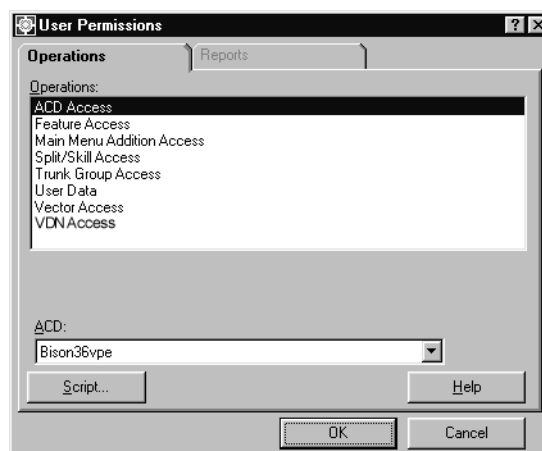 User Permissions
Operations
Reports
Operations:
ACD Access
Feature Access
Main Menu Addition Access
Split/Skill Access
Trunk Group Access
User Data
Vector Access
VDN Access
ACD:
Bison36vpe
Script...
Help
OK
Cancel